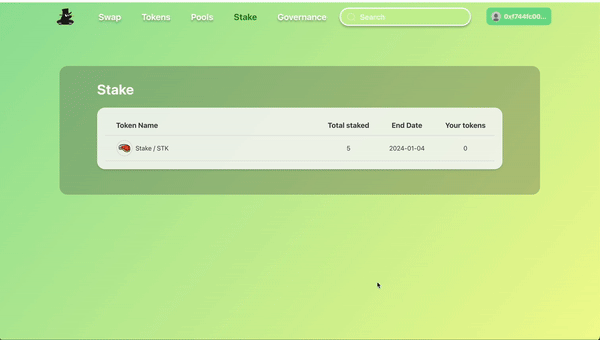 Swap Tokens Pools Stake Governance Search 0xf744fc00...
Stake
Token Name Total staked End Date Your tokens
Stake / STK 5 2024-01-04 0